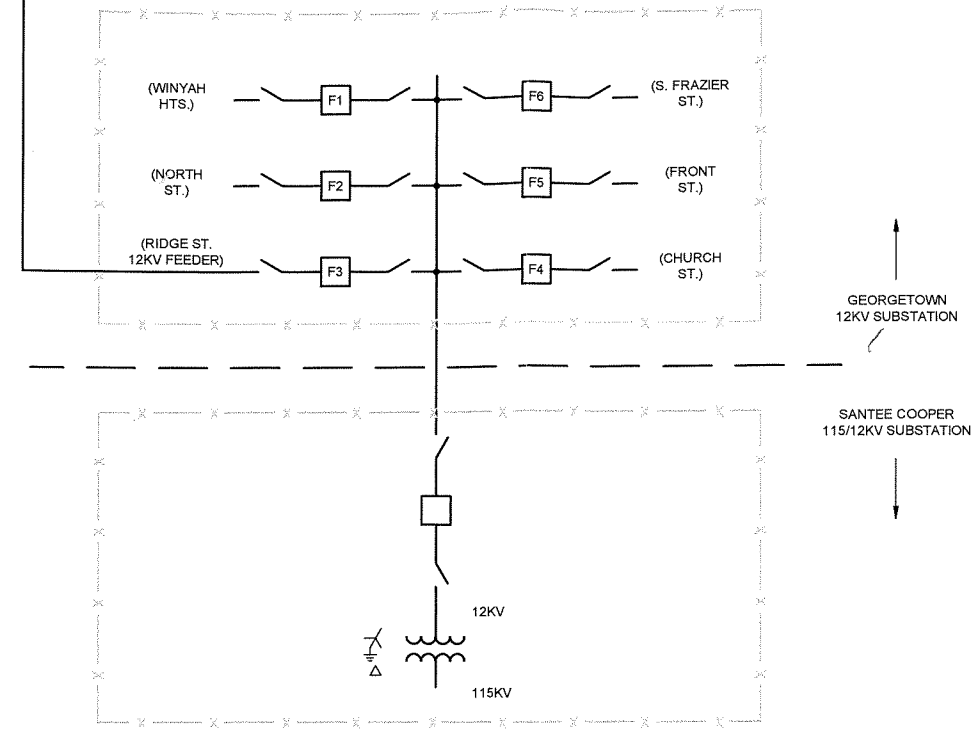 (WINYAH
HTS.)
F1
F6
(S. FRAZIER
ST.)
(NORTH
ST.)
F2
F5
(FRONT
ST.)
(RIDGE ST.
12KV FEEDER)
F3
F4
(CHURCH
ST.)
GEORGETOWN
12KV SUBSTATION
SANTEE COOPER
115/12KV SUBSTATION
12KV
115KV